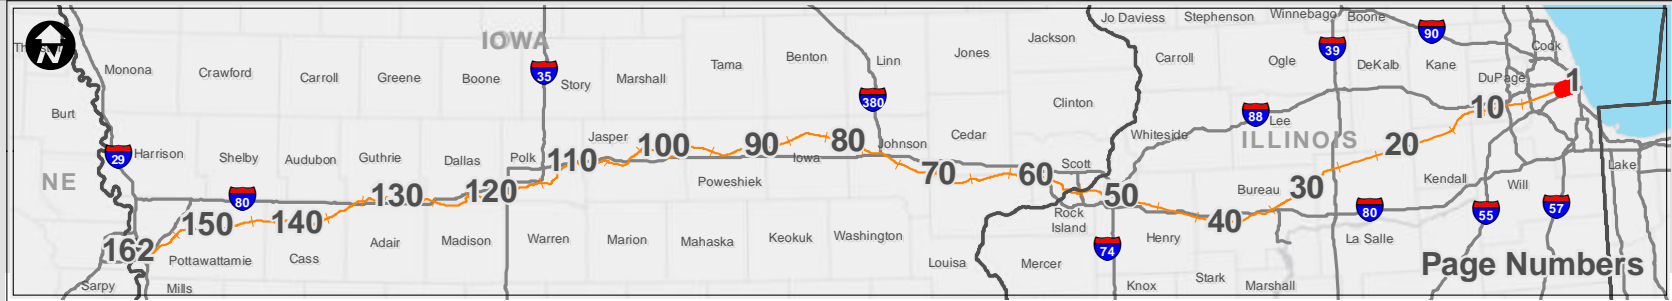 Jo Daviess Stephenson Winnebago Boone
IOWA
Jackson
90
39
Cook
N
Monona Crawford Carroll Greene Boone 35 Story Marshall Tama Benton Linn Jones Carroll Ogle DeKalb Kane
DuPage 1
380
Clinton
10
Burt
88 Lee
Whiteside ILLINOIS
Jasper 100 90 80 Johnson Cedar
20
29 Harrison Shelby Audubon Guthrie Dallas Polk 110 Iowa
Scott
Lake
NE
Poweshiek
70 60
Kendall Will
80 130 120
50 Bureau 30
150 140
40 80 55 57
Rock
Island
162
Adair Madison Warren Marion Mahaska Keokuk Washington
Henry La Salle
74
Pottawattamie Cass
Louisa Mercer
Page Numbers
Stark
Sarpy Mills
Knox Marshall